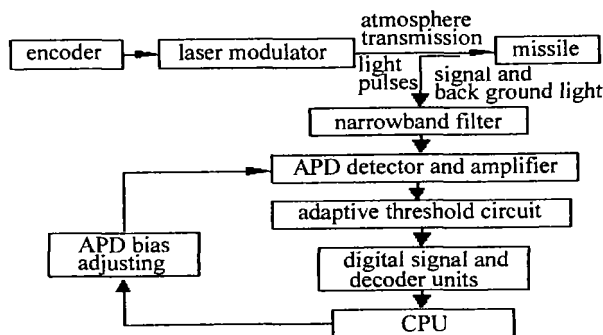 encoder
laser modulator
atmosphere
transmission
missile
light
pulses
signal and
back ground light
narrowband filter
APD detector and amplifier
adaptive threshold circuit
APD bias
adjusting
digital signal and
decoder units
CPU